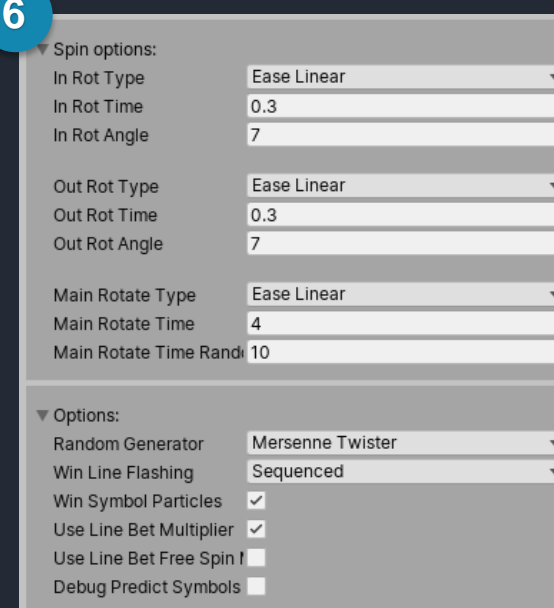 6
Spin options:
In Rot Type Ease Linear
In Rot Time 0.3
In Rot Angle 7
Out Rot Type Ease Linear
Out Rot Time 0.3
Out Rot Angle 7
Main Rotate Type Ease Linear
Main Rotate Time 4
Main Rotate Time Rand 10
Options:
Random Generator Mersenne Twister
Win Line Flashing Sequenced
Win Symbol Particles
Use Line Bet Multiplier
Use Line Bet Free Spin
Debug Predict Symbols